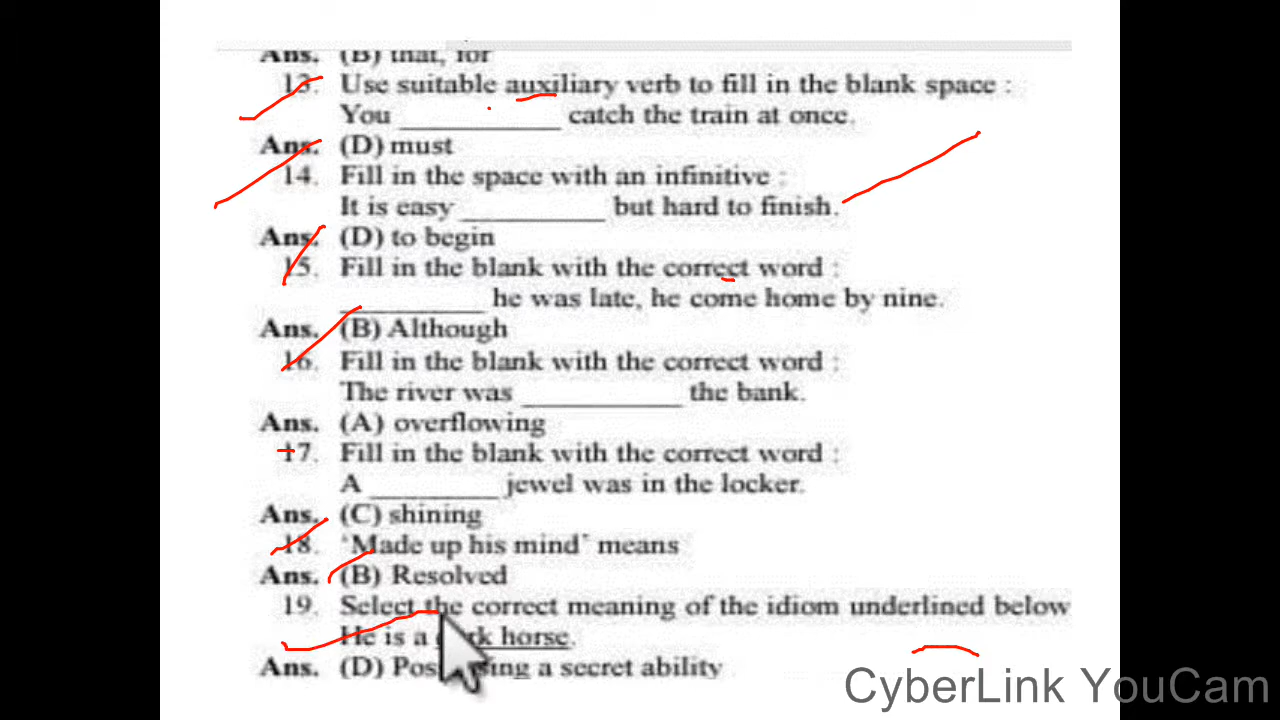 Ans. (B) that, for
13. Use suitable auxiliary verb to fill in the blank space :
You __________ catch the train at once.
Ans. (D) must
14. Fill in the space with an infinitive :
It is easy _________ but hard to finish.
Ans. (D) to begin
15. Fill in the blank with the correct word :
_________ he was late, he come home by nine.
Ans. (B) Although
16. Fill in the blank with the correct word :
The river was __________ the bank.
Ans. (A) overflowing
17. Fill in the blank with the correct word :
A ________ jewel was in the locker.
Ans. (C) shining
18. 'Made up his mind' means
Ans. (B) Resolved
19. Select the correct meaning of the idiom underlined below
He is a dark horse.
Ans. (D) Possessing a secret ability
CyberLink YouCam